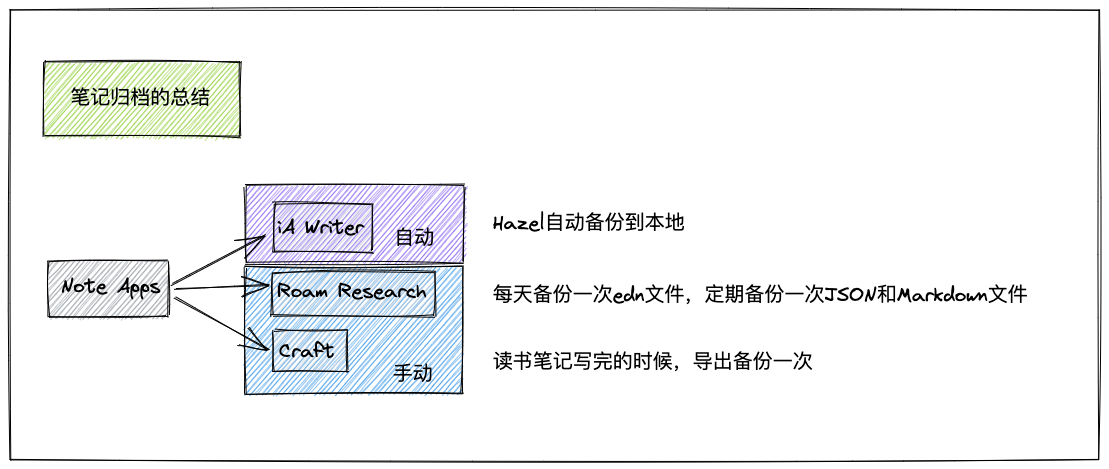 笔记归档的总结
iA Writer
自动
Hazel自动备份到本地
Note Apps
Roam Research
每天备份一次edn文件，定期备份一次JSON和Markdown文件
Craft
手动
读书笔记写完的时候，导出备份一次